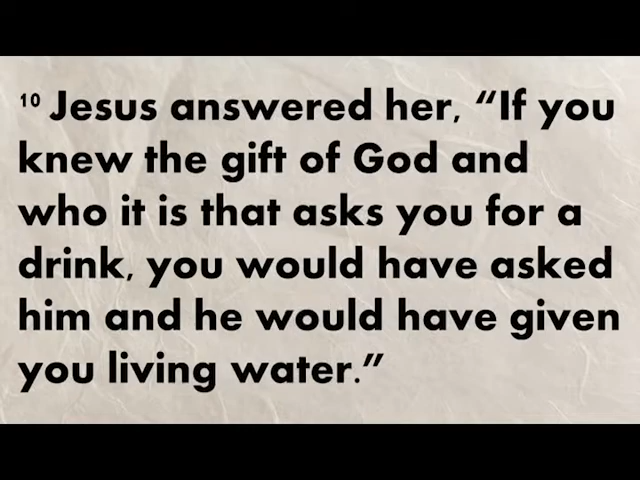 ¹⁰ Jesus answered her, “If you
knew the gift of God and
who it is that asks you for a
drink, you would have asked
him and he would have given
you living water.”